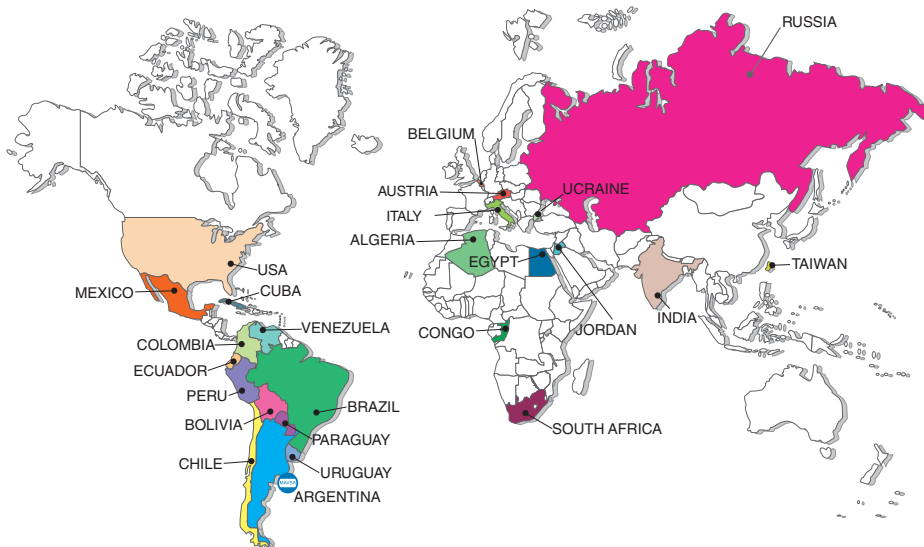 RUSSIA
BELGIUM
AUSTRIA
UCRAINE
ITALY
ALGERIA
EGYPT
USA
TAIWAN
MEXICO
CUBA
INDIA
VENEZUELA
CONGO
JORDAN
COLOMBIA
ECUADOR
PERU
BRAZIL
BOLIVIA
SOUTH AFRICA
PARAGUAY
CHILE
URUGUAY
MAVSA
ARGENTINA